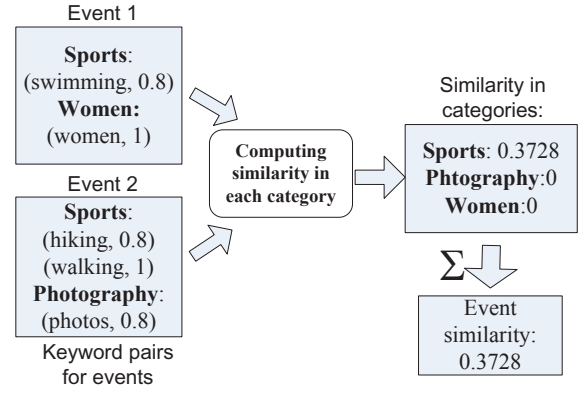 Event 1
Sports:
(swimming, 0.8)
Women:
(women, 1)
Event 2
Sports:
(hiking, 0.8)
(walking, 1)
Photography:
(photos, 0.8)
Keyword pairs
for events
Computing
similarity in
each category
Similarity in
categories:
Sports: 0.3728
Phtography:0
Women:0
Σ
Event
similarity:
0.3728